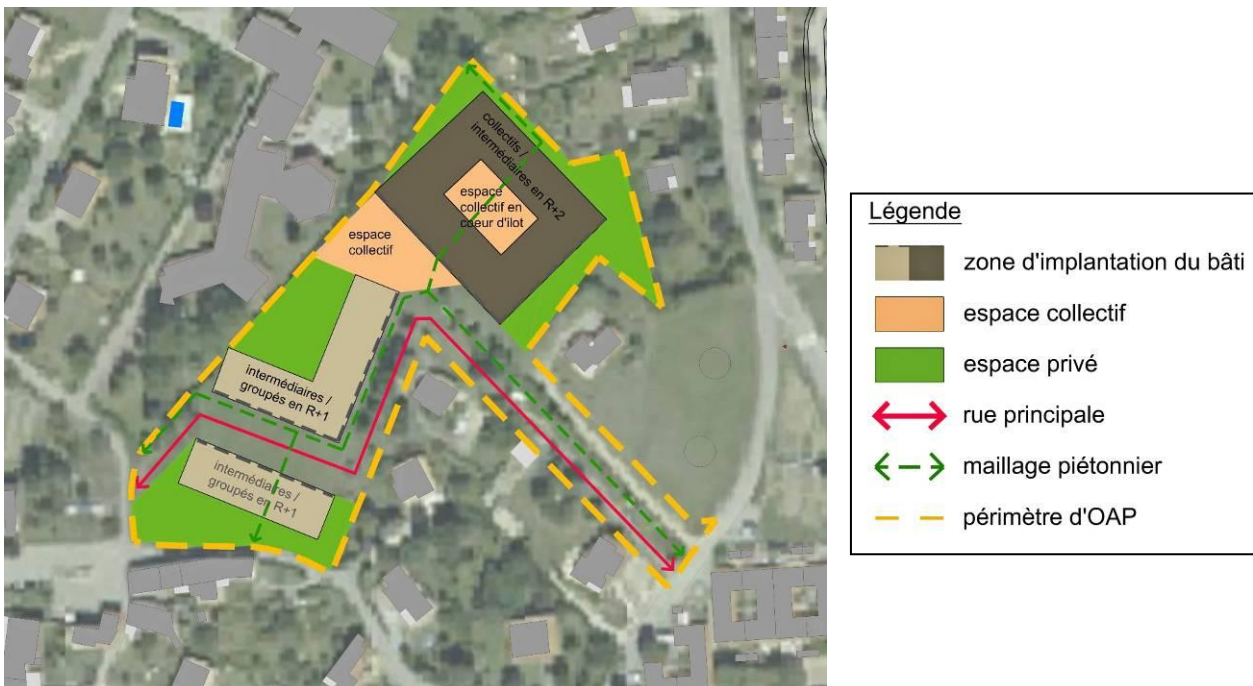 collectifs /
intermédiaires en R+2
espace
collectif en
coeur d'ilot
espace
collectif
intermédiaires /
groupés en R+1
intermédiaires /
groupés en R+1
Légende
zone d'implantation du bâti
espace collectif
espace privé
rue principale
maillage piétonnier
périmètre d'OAP